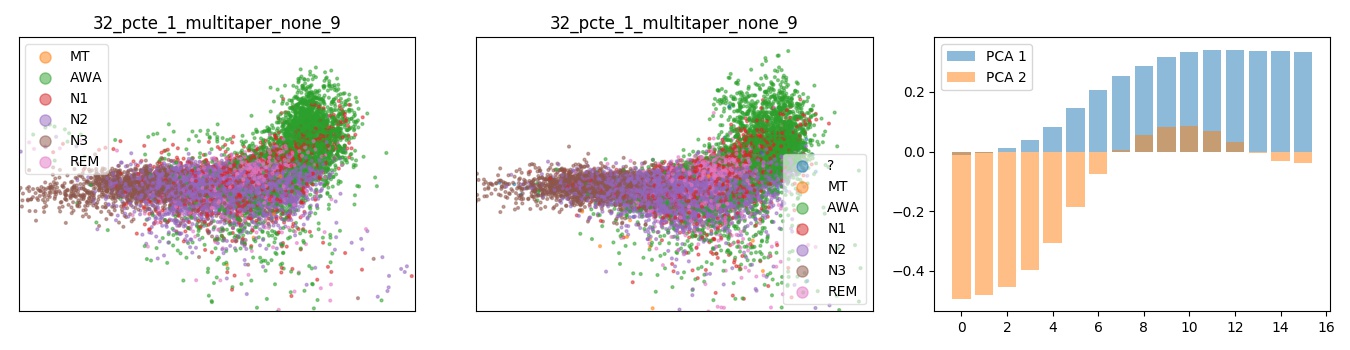 32_pcte_1_multitaper_none_9
MT
AWA
N1
N2
N3
REM
32_pcte_1_multitaper_none_9
?
MT
AWA
N1
N2
N3
REM
PCA 1
PCA 2
0.2
0.0
−0.2
−0.4
0 2 4 6 8 10 12 14 16